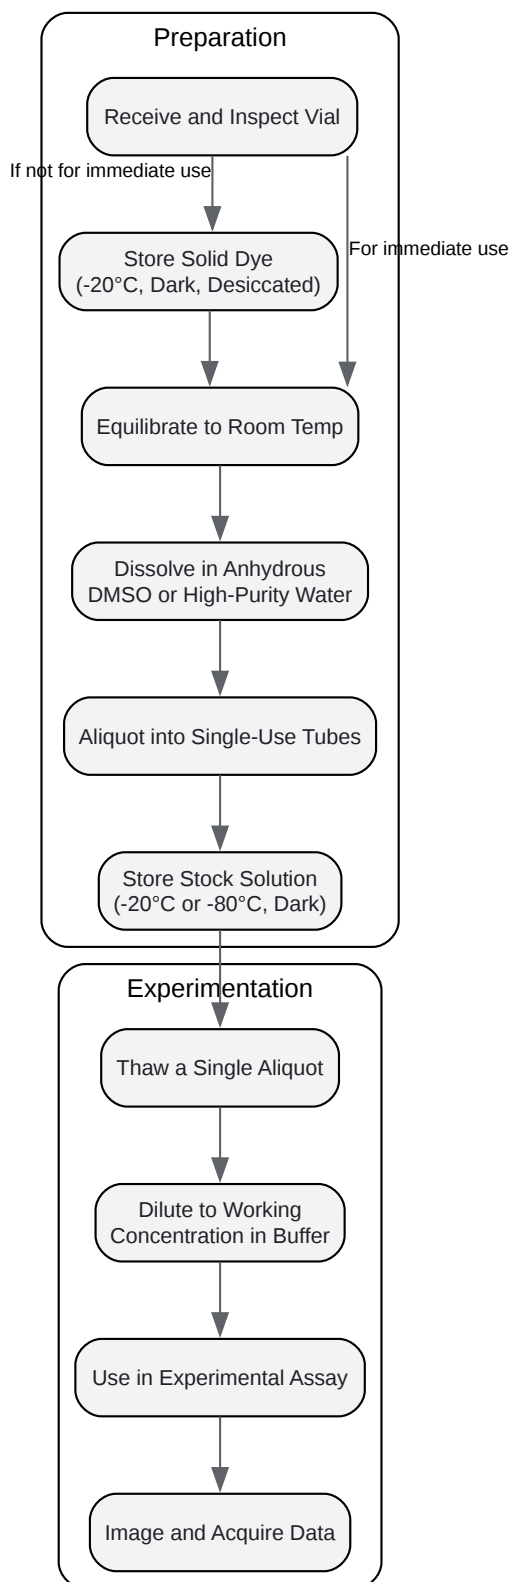 Preparation
Receive and Inspect Vial
If not for immediate use
For immediate use
Store Solid Dye
(-20°C, Dark, Desiccated)
Equilibrate to Room Temp
Dissolve in Anhydrous
DMSO or High-Purity Water
Aliquot into Single-Use Tubes
Store Stock Solution
(-20°C or -80°C, Dark)
Experimentation
Thaw a Single Aliquot
Dilute to Working
Concentration in Buffer
Use in Experimental Assay
Image and Acquire Data